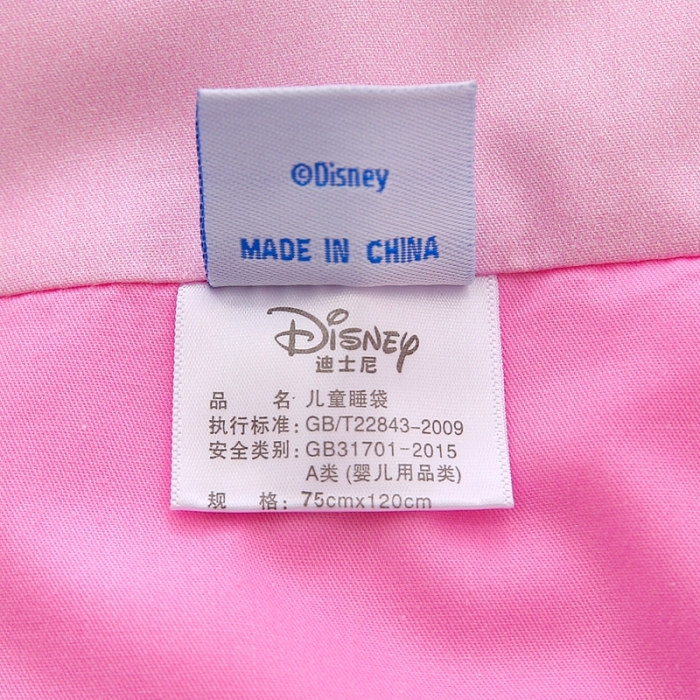 ©Disney
MADE IN CHINA
Disney
迪士尼
品 名: 儿童睡袋
执行标准: GB/T22843-2009
安全类别: GB31701-2015
A类 (婴儿用品类)
规 格: 75cmx120cm